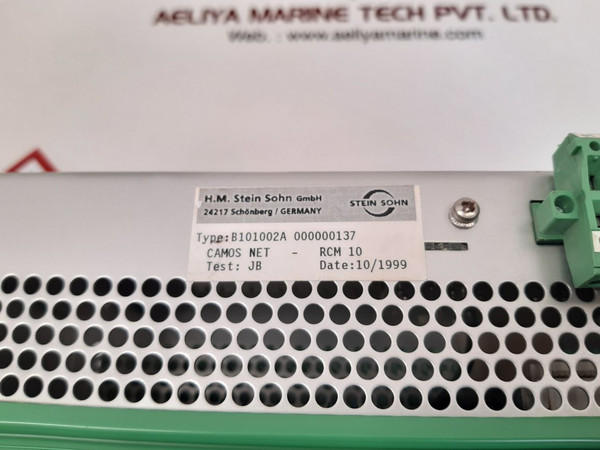 AELIYA MARINE TECH PVT. LTD.
Web. : www.aeliyamarine.com
H.M. Stein Sohn GmbH
24217 Schönberg / GERMANY
STEIN SOHN
Type:B101002A 000000137
CAMOS NET - RCM 10
Test: JB Date:10/1999